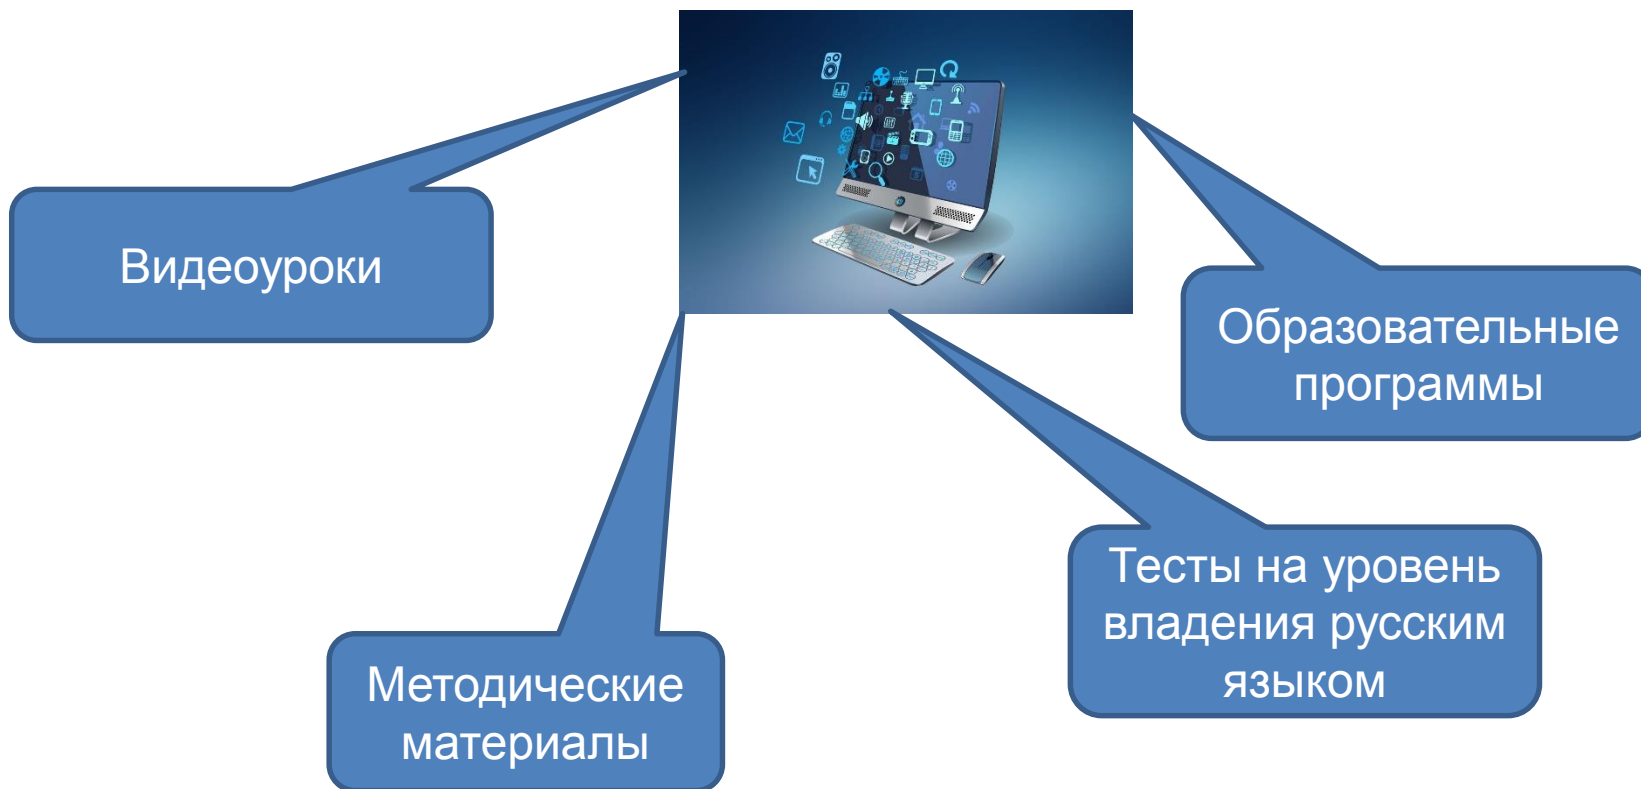 Видеоуроки
Образовательные
программы
Тесты на уровень
владения русским
языком
Методические
материалы